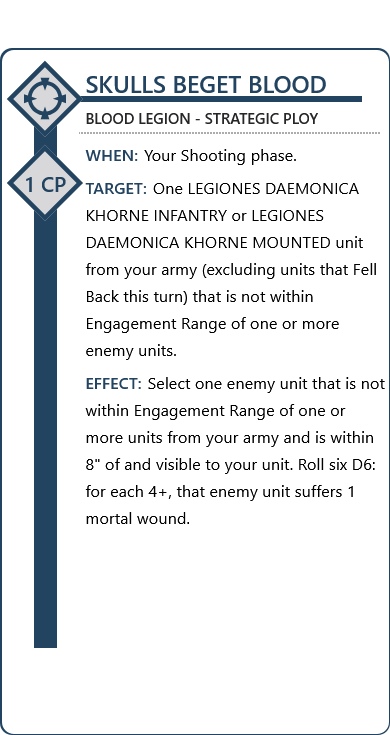 SKULLS BEGET BLOOD
BLOOD LEGION - STRATEGIC PLOY
1 CP
WHEN: Your Shooting phase.
TARGET: One LEGIONES DAEMONICA
KHORNE INFANTRY or LEGIONES
DAEMONICA KHORNE MOUNTED unit
from your army (excluding units that Fell
Back this turn) that is not within
Engagement Range of one or more
enemy units.
EFFECT: Select one enemy unit that is not
within Engagement Range of one or
more units from your army and is within
8" of and visible to your unit. Roll six D6:
for each 4+, that enemy unit suffers 1
mortal wound.